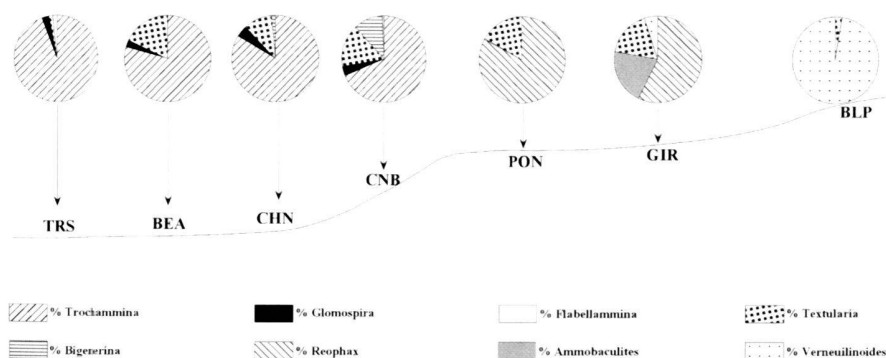 BLP
PON
GIR
CNB
TRS
BEA
CHN
% Trochammina
% Glomospira
% Flabellammina
% Textularia
% Bigenerina
% Reophax
% Ammobaculites
% Verneuilinoides